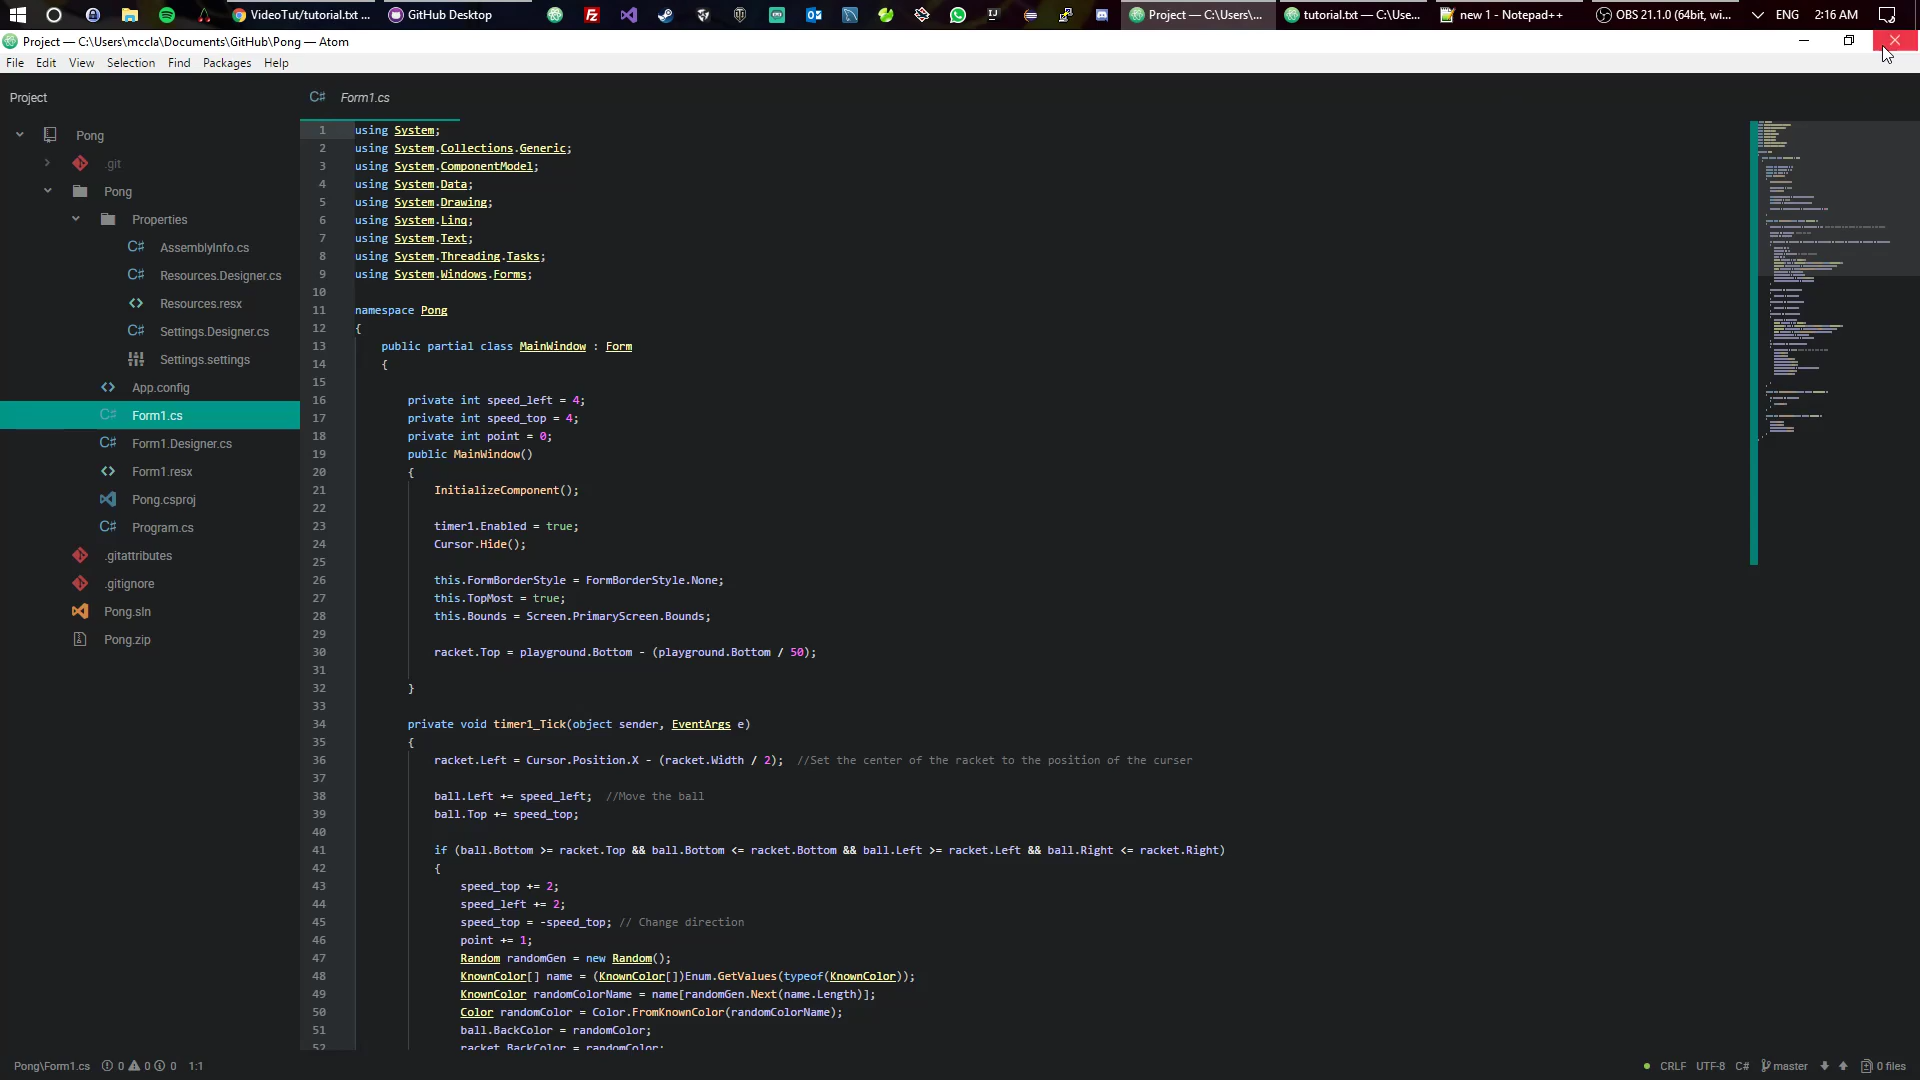 VideoTut/tutorial.txt ...
GitHub Desktop
Project — C:\Users\...
tutorial.txt — C:\Use...
new 1 - Notepad++
OBS 21.1.0 (64bit, wi...
ENG
2:16 AM
Project — C:\Users\mccla\Documents\GitHub\Pong — Atom
File Edit View Selection Find Packages Help
Project
Pong
.git
Pong
Properties
AssemblyInfo.cs
Resources.Designer.cs
Resources.resx
Settings.Designer.cs
Settings.settings
App.config
Form1.cs
Form1.Designer.cs
Form1.resx
Pong.csproj
Program.cs
.gitattributes
.gitignore
Pong.sln
Pong.zip
Form1.cs
1 using System;
2 using System.Collections.Generic;
3 using System.ComponentModel;
4 using System.Data;
5 using System.Drawing;
6 using System.Linq;
7 using System.Text;
8 using System.Threading.Tasks;
9 using System.Windows.Forms;
10
11 namespace Pong
12 {
13 public partial class MainWindow : Form
14 {
15
16 private int speed_left = 4;
17 private int speed_top = 4;
18 private int point = 0;
19 public MainWindow()
20 {
21 InitializeComponent();
22
23 timer1.Enabled = true;
24 Cursor.Hide();
25
26 this.FormBorderStyle = FormBorderStyle.None;
27 this.TopMost = true;
28 this.Bounds = Screen.PrimaryScreen.Bounds;
29
30 racket.Top = playground.Bottom - (playground.Bottom / 50);
31
32 }
33
34 private void timer1_Tick(object sender, EventArgs e)
35 {
36 racket.Left = Cursor.Position.X - (racket.Width / 2); //Set the center of the racket to the position of the curser
37
38 ball.Left += speed_left; //Move the ball
39 ball.Top += speed_top;
40
41 if (ball.Bottom >= racket.Top && ball.Bottom <= racket.Bottom && ball.Left >= racket.Left && ball.Right <= racket.Right)
42 {
43 speed_top += 2;
44 speed_left += 2;
45 speed_top = -speed_top; // Change direction
46 point += 1;
47 Random randomGen = new Random();
48 KnownColor[] name = (KnownColor[])Enum.GetValues(typeof(KnownColor));
49 KnownColor randomColorName = name[randomGen.Next(name.Length)];
50 Color randomColor = Color.FromKnownColor(randomColorName);
51 ball.BackColor = randomColor;
52 racket.BackColor = randomColor;
Pong\Form1.cs 0 0 0 1:1
CRLF UTF-8 C# master 0 files